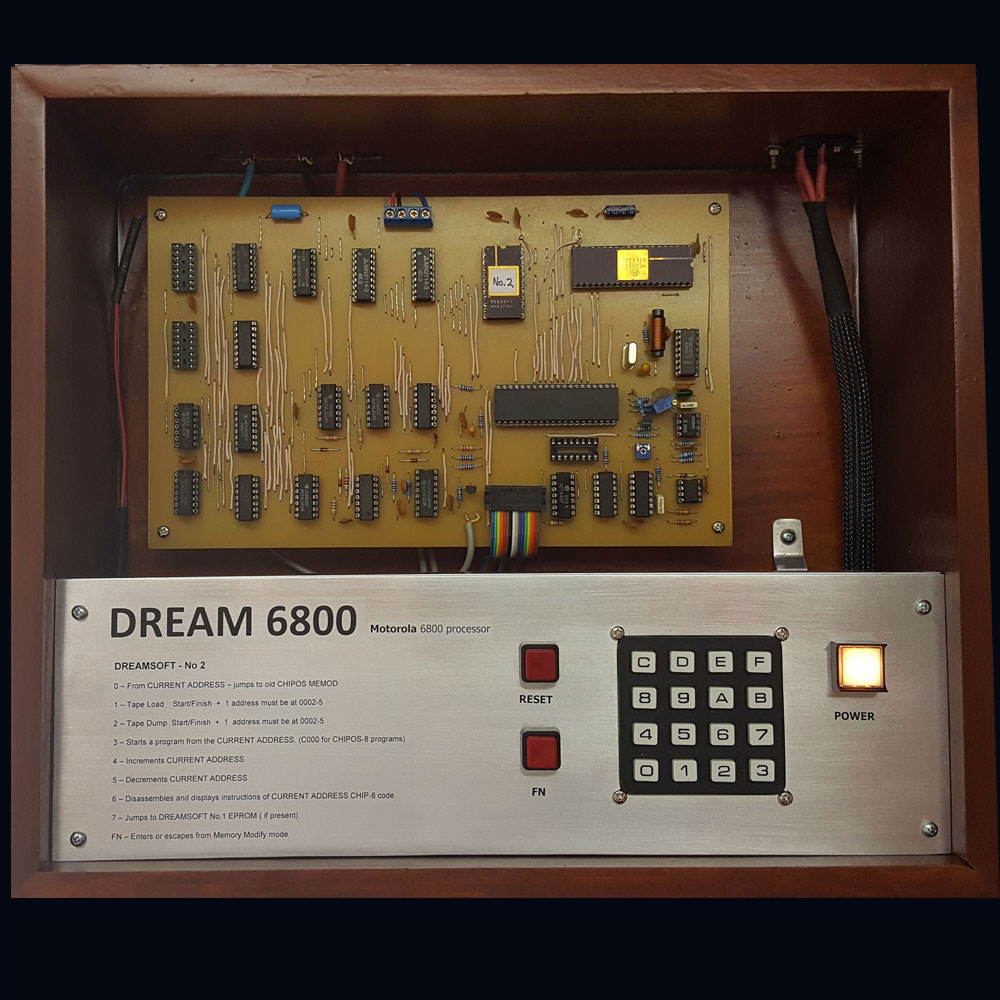 No.2
DREAM 6800 Motorola 6800 processor
DREAMSOFT - No 2
0 – From CURRENT ADDRESS – jumps to old CHIPOS MEMOD
1 – Tape Load Start/Finish + 1 address must be at 0002-5
2 – Tape Dump Start/Finish + 1 address must be at 0002-5
3 – Starts a program from the CURRENT ADDRESS. (C000 for CHIPOS-8 programs)
4 – Increments CURRENT ADDRESS
5 – Decrements CURRENT ADDRESS
6 – Disassembles and displays instructions of CURRENT ADDRESS CHIP-8 code.
7 – Jumps to DREAMSOFT No.1 EPROM ( if present)
FN – Enters or escapes from Memory Modify mode.
RESET
FN
C D E F
8 9 A B
4 5 6 7
0 1 2 3
POWER